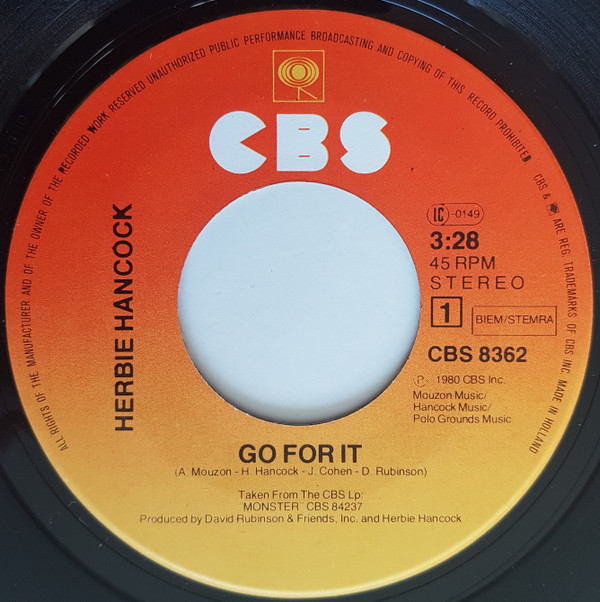 ALL RIGHTS OF THE MANUFACTURER AND OF THE OWNER OF THE RECORDED WORK RESERVED UNAUTHORIZED PUBLIC PERFORMANCE BROADCASTING AND COPYING OF THIS RECORD PROHIBITED. CBS & ARE REG. TRADEMARKS OF CBS INC. MADE IN HOLLAND
CBS
HERBIE HANCOCK
LC-0149
3:28
45 RPM
STEREO
1
BIEM/STEMRA
CBS 8362
℗ 1980 CBS Inc.
Mouzon Music/
Hancock Music/
Polo Grounds Music
GO FOR IT
(A. Mouzon - H. Hancock - J. Cohen - D. Rubinson)
Taken From The CBS Lp:
MONSTER CBS 84237
Produced by David Rubinson & Friends, Inc. and Herbie Hancock